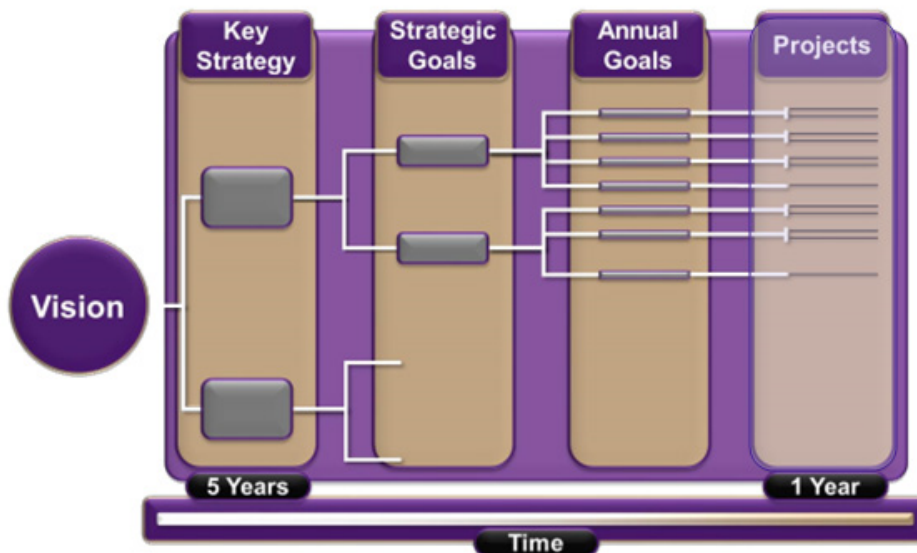 Key
Strategy
Strategic
Goals
Annual
Goals
Projects
Vision
5 Years
1 Year
Time